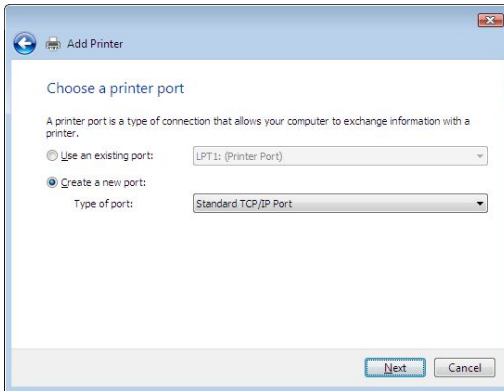 Add Printer
Choose a printer port
A printer port is a type of connection that allows your computer to exchange information with a
printer.
Use an existing port: LPT1: (Printer Port)
Create a new port:
Type of port: Standard TCP/IP Port
Next Cancel